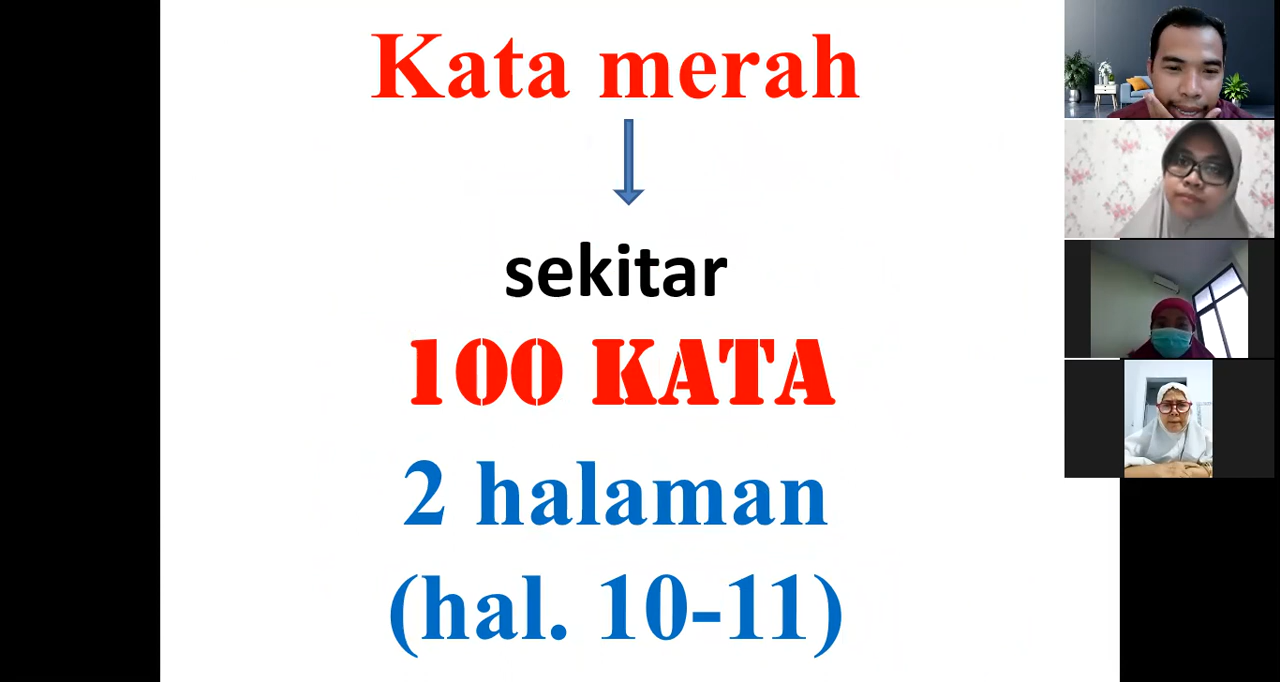 Kata merah
sekitar
100 KATA
2 halaman
(hal. 10-11)